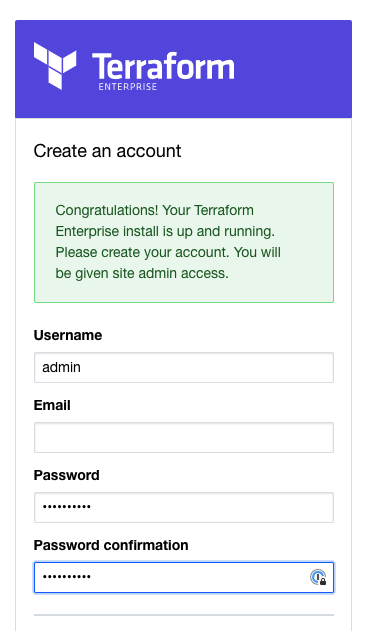 Terraform
ENTERPRISE
Create an account
Congratulations! Your Terraform
Enterprise install is up and running.
Please create your account. You will
be given site admin access.
Username
admin
Email
Password
••••••••••
Password confirmation
••••••••••